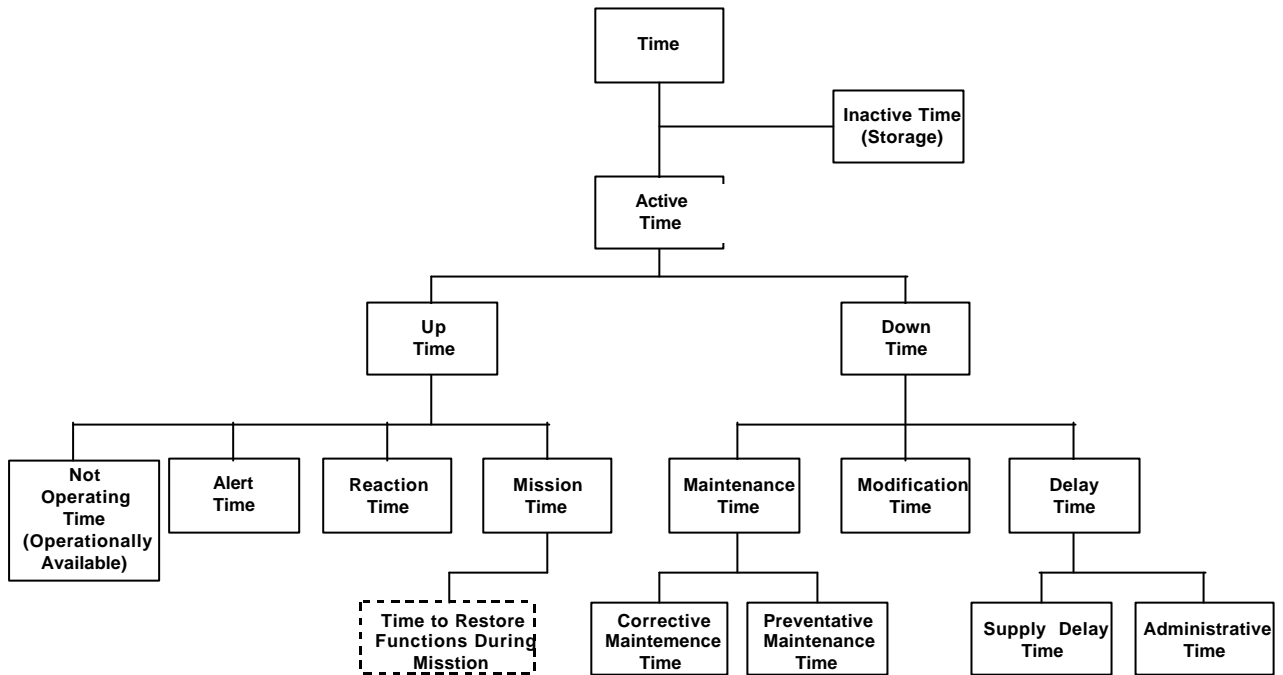 Time
Inactive Time
(Storage)
Active
Time
Up
Time
Down
Time
Not
Operating
Time
(Operationally
Available)
Alert
Time
Reaction
Time
Mission
Time
Maintenance
Time
Modification
Time
Delay
Time
Time to Restore
Functions During
Misstion
Corrective
Maintemence
Time
Preventative
Maintenance
Time
Supply Delay
Time
Administrative
Time